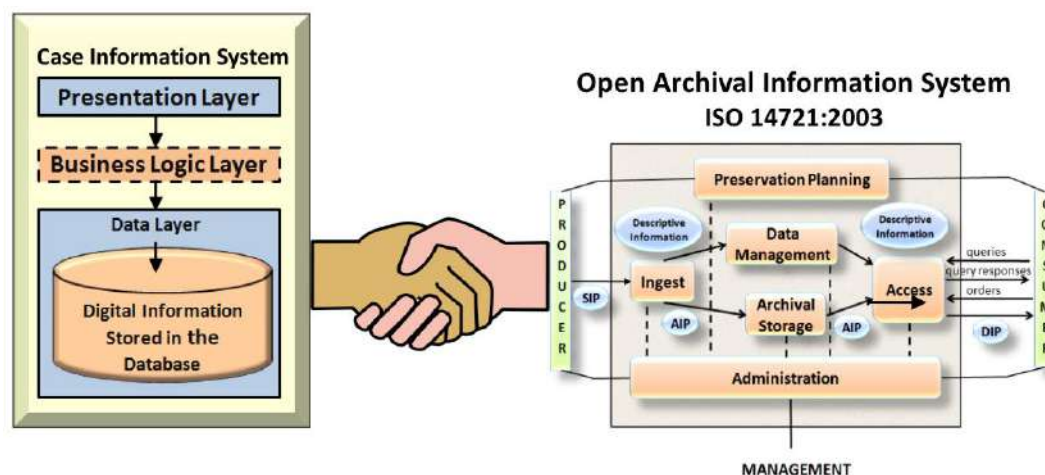 Case Information System
Presentation Layer
Business Logic Layer
Data Layer
Digital Information
Stored in the
Database
Open Archival Information System
ISO 14721:2003
PRODUCER
SIP
Preservation Planning
Descriptive
Information
Data
Management
Descriptive
Information
Ingest
Access
AIP
Archival
Storage
AIP
queries
query responses
orders
DIP
Administration
MANAGEMENT